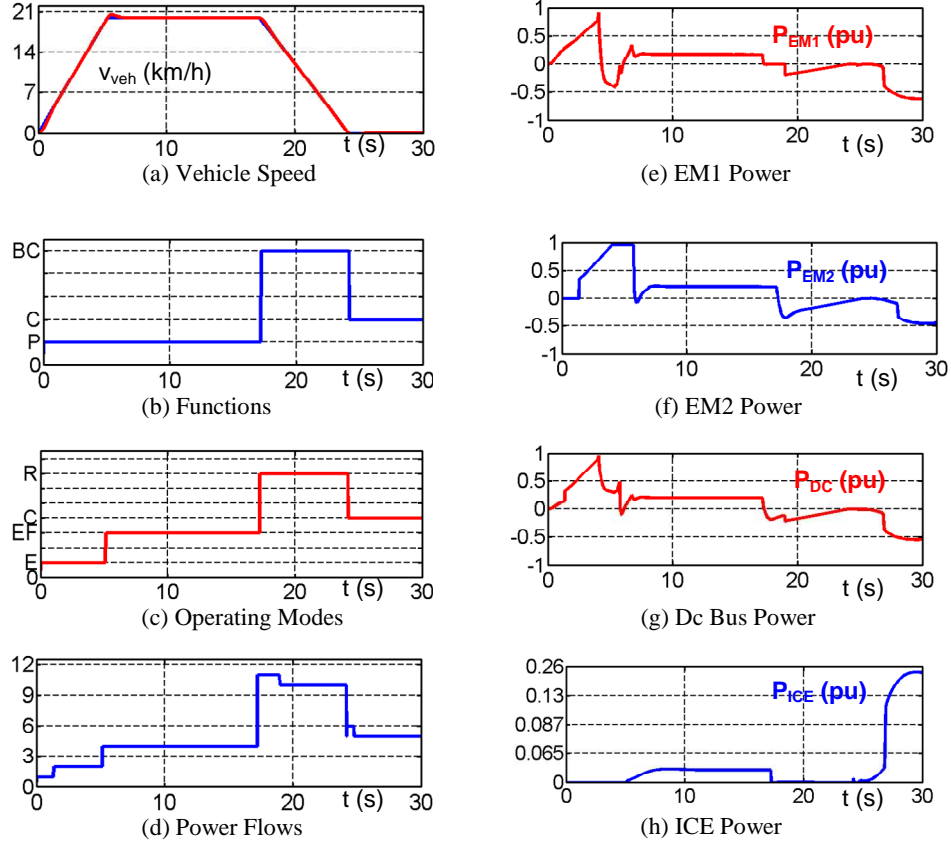 21
14
7
0
v_veh (km/h)
0 10 20 t (s) 30
(a) Vehicle Speed
BC
C
P
0
0 10 20 t (s) 30
(b) Functions
R
C
EF
E
0
0 10 20 t (s) 30
(c) Operating Modes
12
9
6
3
0
0 10 20 t (s) 30
(d) Power Flows
1
0.5
0
-0.5
-1
P_EM1 (pu)
0 10 20 t (s) 30
(e) EM1 Power
1
0.5
0
-0.5
-1
P_EM2 (pu)
0 10 20 t (s) 30
(f) EM2 Power
1
0.5
0
-0.5
-1
P_DC (pu)
0 10 20 t (s) 30
(g) Dc Bus Power
0.26
0.13
0.087
0.065
0
P_ICE (pu)
0 10 20 t (s) 30
(h) ICE Power